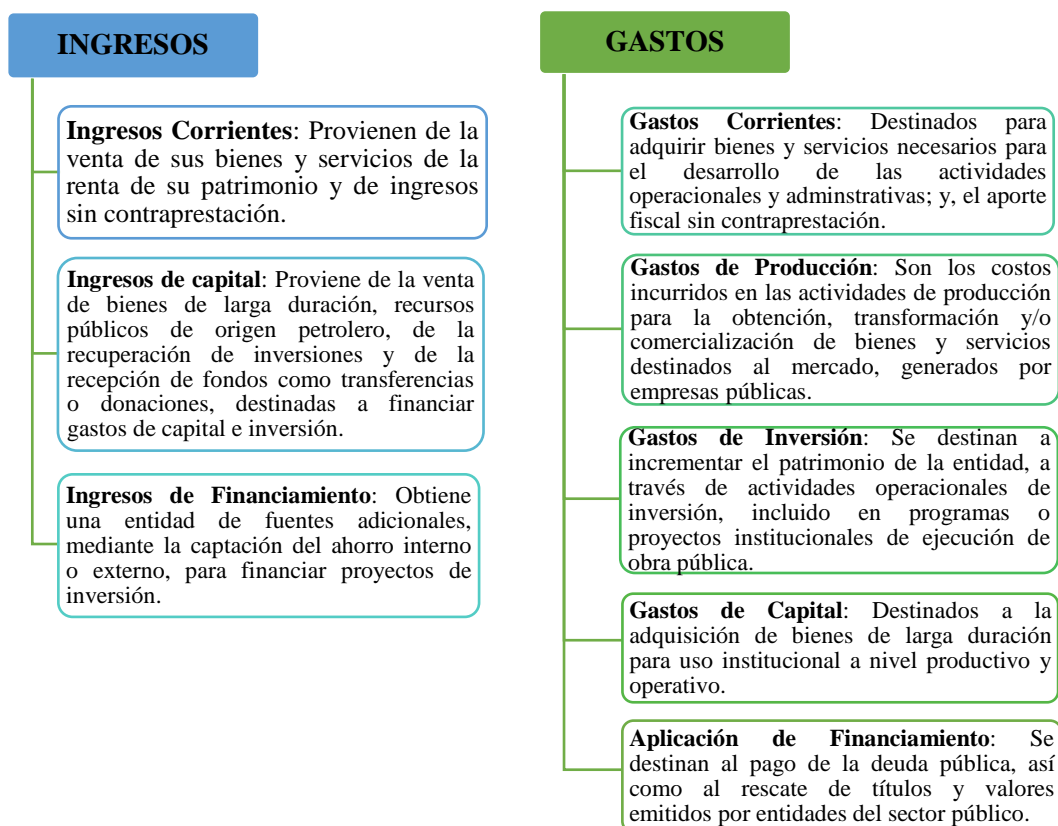 INGRESOS
Ingresos Corrientes: Provienen de la
venta de sus bienes y servicios de la
renta de su patrimonio y de ingresos
sin contraprestación.
Ingresos de capital: Proviene de la venta
de bienes de larga duración, recursos
públicos de origen petrolero, de la
recuperación de inversiones y de la
recepción de fondos como transferencias
o donaciones, destinadas a financiar
gastos de capital e inversión.
Ingresos de Financiamiento: Obtiene
una entidad de fuentes adicionales,
mediante la captación del ahorro interno
o externo, para financiar proyectos de
inversión.
GASTOS
Gastos Corrientes: Destinados para
adquirir bienes y servicios necesarios para
el desarrollo de las actividades
operacionales y adminstrativas; y, el aporte
fiscal sin contraprestación.
Gastos de Producción: Son los costos
incurridos en las actividades de producción
para la obtención, transformación y/o
comercialización de bienes y servicios
destinados al mercado, generados por
empresas públicas.
Gastos de Inversión: Se destinan a
incrementar el patrimonio de la entidad, a
través de actividades operacionales de
inversión, incluido en programas o
proyectos institucionales de ejecución de
obra pública.
Gastos de Capital: Destinados a la
adquisición de bienes de larga duración
para uso institucional a nivel productivo y
operativo.
Aplicación de Financiamiento: Se
destinan al pago de la deuda pública, así
como al rescate de títulos y valores
emitidos por entidades del sector público.